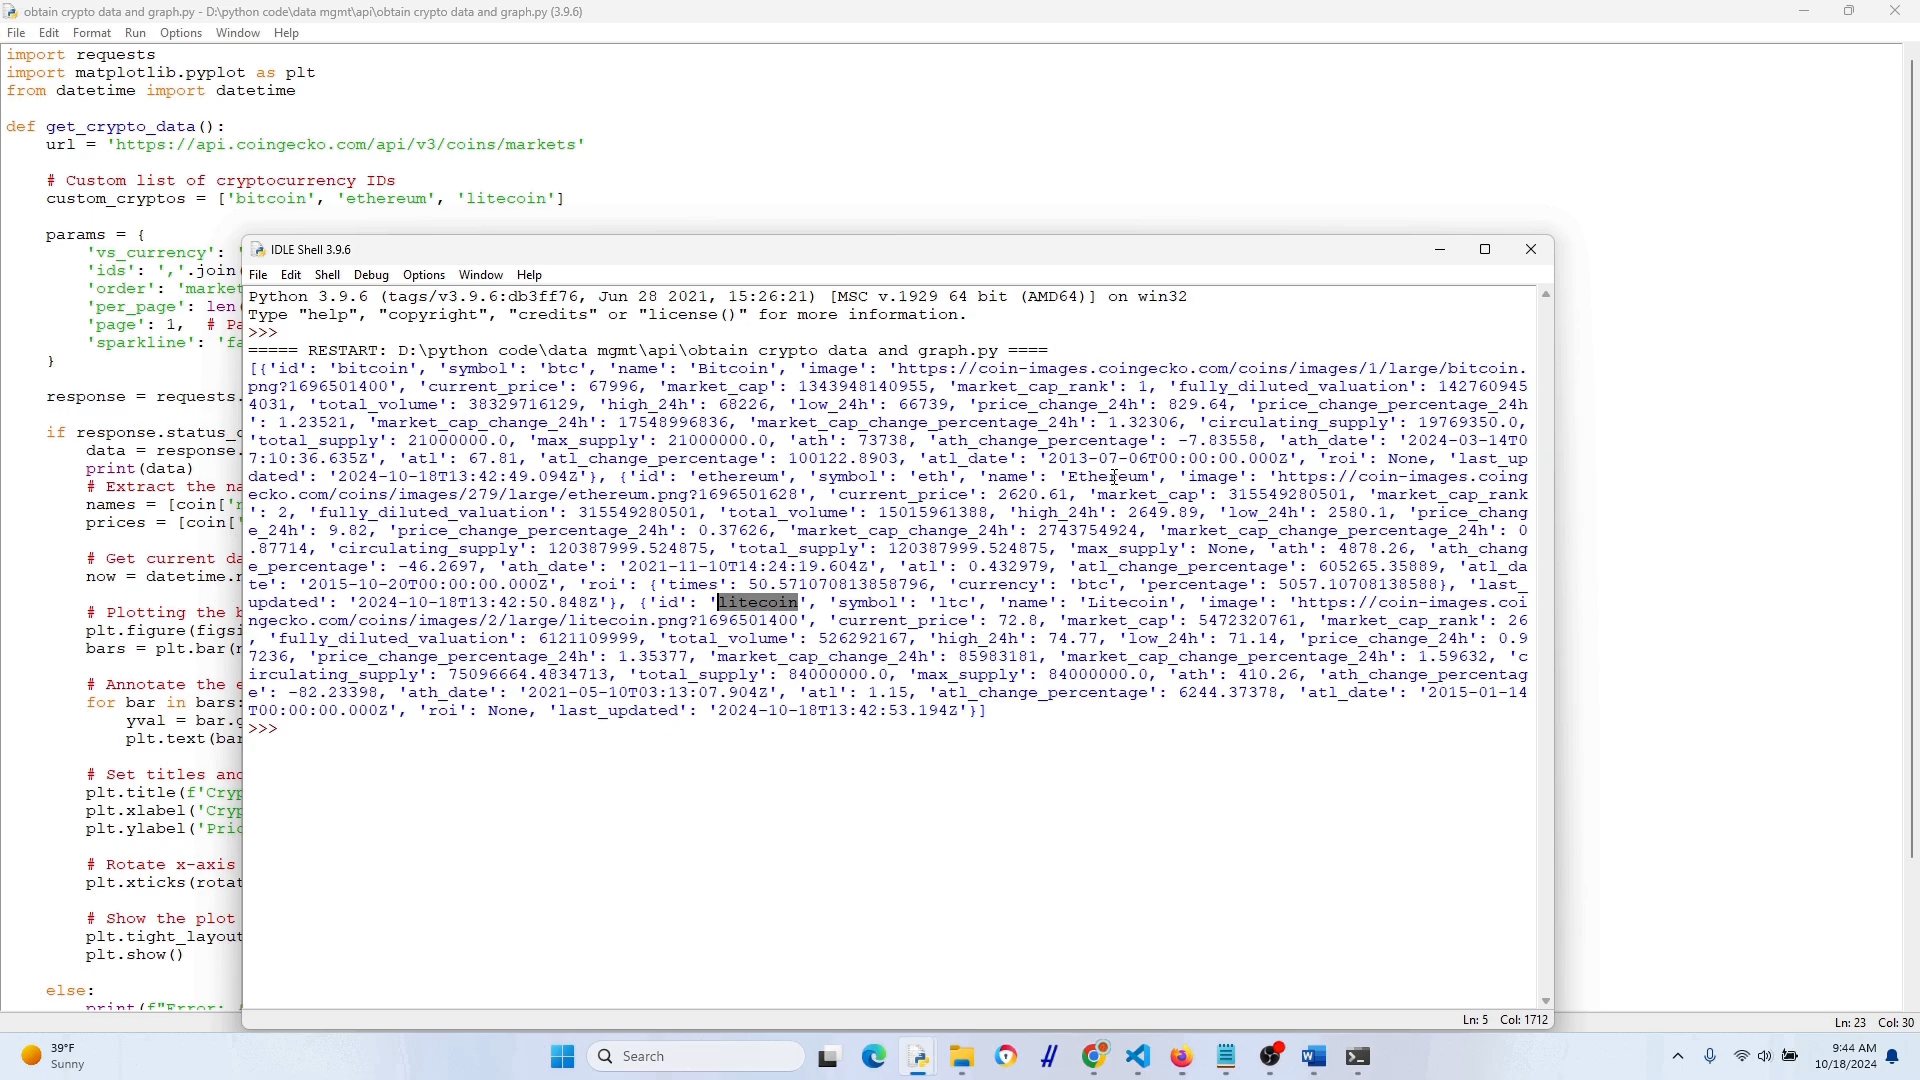 obtain crypto data and graph.py - D:\python code\data mgmt\api\obtain crypto data and graph.py (3.9.6)
File Edit Format Run Options Window Help
import requests
import matplotlib.pyplot as plt
from datetime import datetime
def get_crypto_data():
url = 'https://api.coingecko.com/api/v3/coins/markets'
# Custom list of cryptocurrency IDs
custom_cryptos = ['bitcoin', 'ethereum', 'litecoin']
params = {
'vs_currency':
'ids': ','.join
'order': 'market
'per_page': len
'page': 1, # Pa
'sparkline': 'fa
}
response = requests.
if response.status_c
data = response.
print(data)
# Extract the na
names = [coin['n
prices = [coin['
# Get current da
now = datetime.n
# Plotting the b
plt.figure(figsi
bars = plt.bar(n
# Annotate the e
for bar in bars:
yval = bar.g
plt.text(bar
# Set titles and
plt.title(f'Cryp
plt.xlabel('Cryp
plt.ylabel('Pric
# Rotate x-axis
plt.xticks(rotat
# Show the plot
plt.tight_layout
plt.show()
else:
print(f"Error:
IDLE Shell 3.9.6
File Edit Shell Debug Options Window Help
Python 3.9.6 (tags/v3.9.6:db3ff76, Jun 28 2021, 15:26:21) [MSC v.1929 64 bit (AMD64)] on win32
Type "help", "copyright", "credits" or "license()" for more information.
>>>
===== RESTART: D:\python code\data mgmt\api\obtain crypto data and graph.py ====
[{'id': 'bitcoin', 'symbol': 'btc', 'name': 'Bitcoin', 'image': 'https://coin-images.coingecko.com/coins/images/1/large/bitcoin.
png?1696501400', 'current_price': 67996, 'market_cap': 1343948140955, 'market_cap_rank': 1, 'fully_diluted_valuation': 142760945
4031, 'total_volume': 38329716129, 'high_24h': 68226, 'low_24h': 66739, 'price_change_24h': 829.64, 'price_change_percentage_24h
': 1.23521, 'market_cap_change_24h': 17548996836, 'market_cap_change_percentage_24h': 1.32306, 'circulating_supply': 19769350.0,
'total_supply': 21000000.0, 'max_supply': 21000000.0, 'ath': 73738, 'ath_change_percentage': -7.83558, 'ath_date': '2024-03-14T0
7:10:36.635Z', 'atl': 67.81, 'atl_change_percentage': 100122.8903, 'atl_date': '2013-07-06T00:00:00.000Z', 'roi': None, 'last_up
dated': '2024-10-18T13:42:49.094Z'}, {'id': 'ethereum', 'symbol': 'eth', 'name': 'Ethereum', 'image': 'https://coin-images.coing
ecko.com/coins/images/279/large/ethereum.png?1696501628', 'current_price': 2620.61, 'market_cap': 315549280501, 'market_cap_rank
': 2, 'fully_diluted_valuation': 315549280501, 'total_volume': 15015961388, 'high_24h': 2649.89, 'low_24h': 2580.1, 'price_chang
e_24h': 9.82, 'price_change_percentage_24h': 0.37626, 'market_cap_change_24h': 2743754924, 'market_cap_change_percentage_24h': 0
.87714, 'circulating_supply': 120387999.524875, 'total_supply': 120387999.524875, 'max_supply': None, 'ath': 4878.26, 'ath_chang
e_percentage': -46.2697, 'ath_date': '2021-11-10T14:24:19.604Z', 'atl': 0.432979, 'atl_change_percentage': 605265.35889, 'atl_da
te': '2015-10-20T00:00:00.000Z', 'roi': {'times': 50.571070813858796, 'currency': 'btc', 'percentage': 5057.10708138588}, 'last_
updated': '2024-10-18T13:42:50.848Z'}, {'id': 'litecoin', 'symbol': 'ltc', 'name': 'Litecoin', 'image': 'https://coin-images.coi
ngecko.com/coins/images/2/large/litecoin.png?1696501400', 'current_price': 72.8, 'market_cap': 5472320761, 'market_cap_rank': 26
, 'fully_diluted_valuation': 6121109999, 'total_volume': 526292167, 'high_24h': 74.77, 'low_24h': 71.14, 'price_change_24h': 0.9
7236, 'price_change_percentage_24h': 1.35377, 'market_cap_change_24h': 85983181, 'market_cap_change_percentage_24h': 1.59632, 'c
irculating_supply': 75096664.4834713, 'total_supply': 84000000.0, 'max_supply': 84000000.0, 'ath': 410.26, 'ath_change_percentag
e': -82.23398, 'ath_date': '2021-05-10T03:13:07.904Z', 'atl': 1.15, 'atl_change_percentage': 6244.37378, 'atl_date': '2015-01-14
T00:00:00.000Z', 'roi': None, 'last_updated': '2024-10-18T13:42:53.194Z'}]
>>>
Ln: 5 Col: 1712
Ln: 23 Col: 30
39°F
Sunny
Search
9:44 AM
10/18/2024